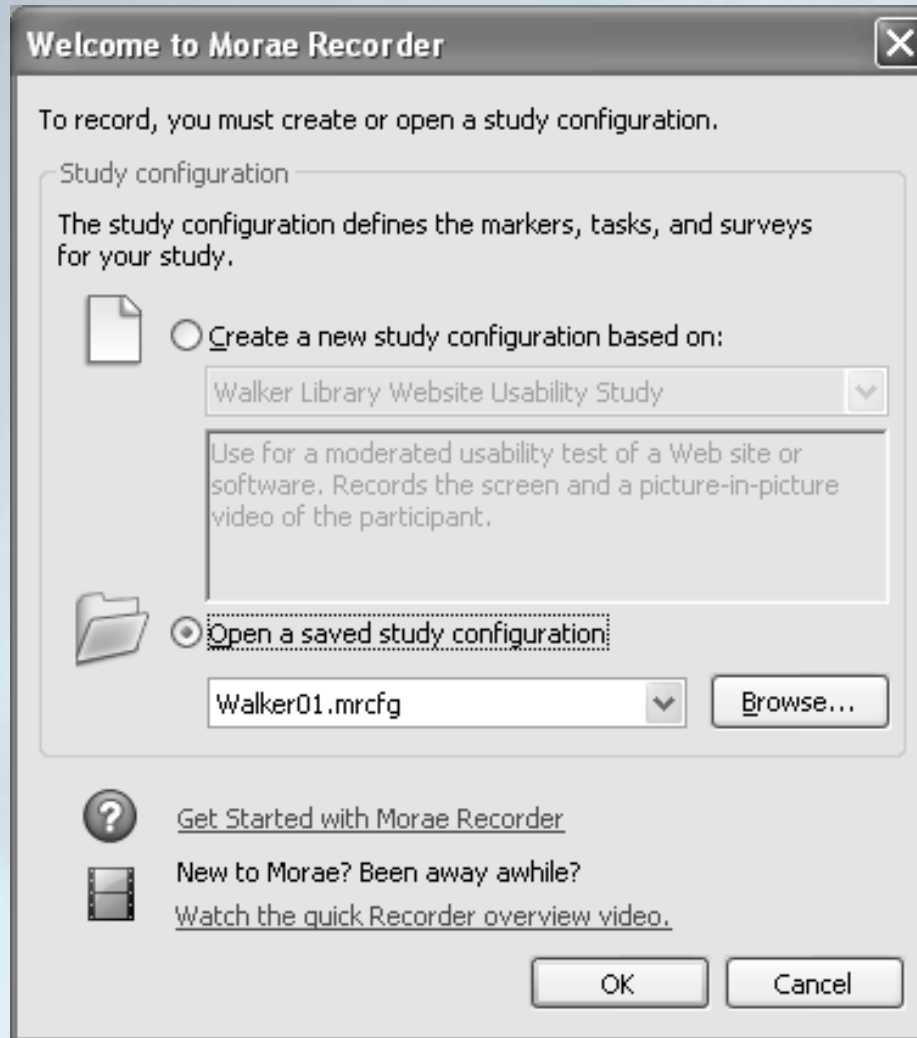 Welcome to Morae Recorder
To record, you must create or open a study configuration.
Study configuration
The study configuration defines the markers, tasks, and surveys
for your study.
Create a new study configuration based on:
Walker Library Website Usability Study
Use for a moderated usability test of a Web site or
software. Records the screen and a picture-in-picture
video of the participant.
Open a saved study configuration
Walker01.mrcfg
Browse...
Get Started with Morae Recorder
New to Morae? Been away awhile?
Watch the quick Recorder overview video.
OK
Cancel